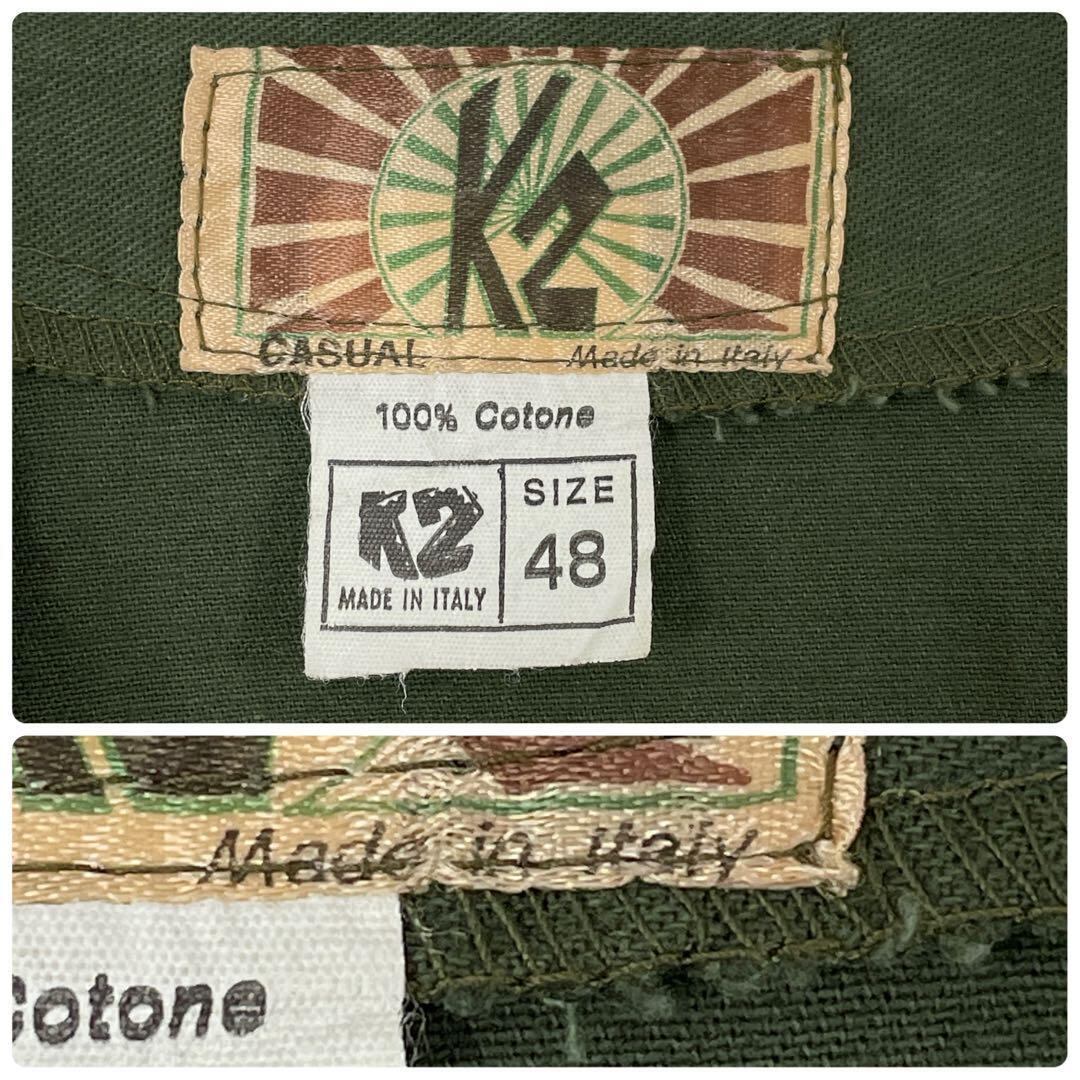 K2
CASUAL Made in Italy
100% Cotone
K2
MADE IN ITALY
SIZE
48
Made in Italy
Cotone